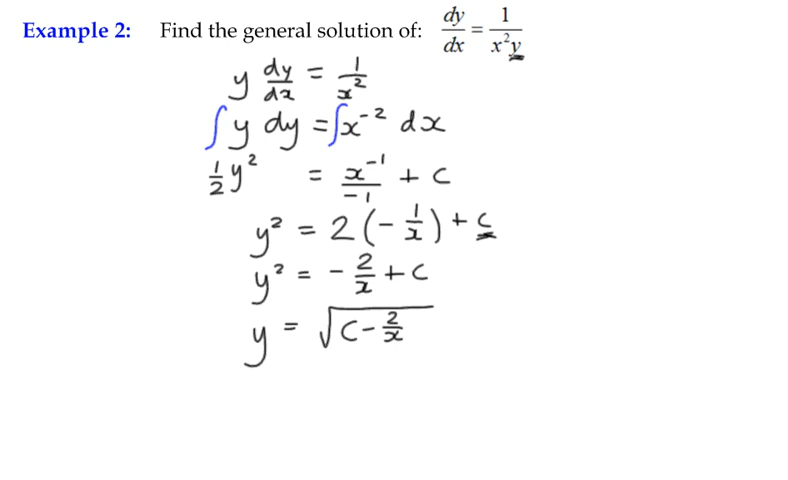 Example 2: Find the general solution of: dy/dx = 1/x²y
y dy/dx = 1/x²
∫ y dy = ∫ x⁻² dx
½y² = x⁻¹/−1 + c
y² = 2(−1/x) + c
y² = −2/x + c
y = √(c − 2/x)